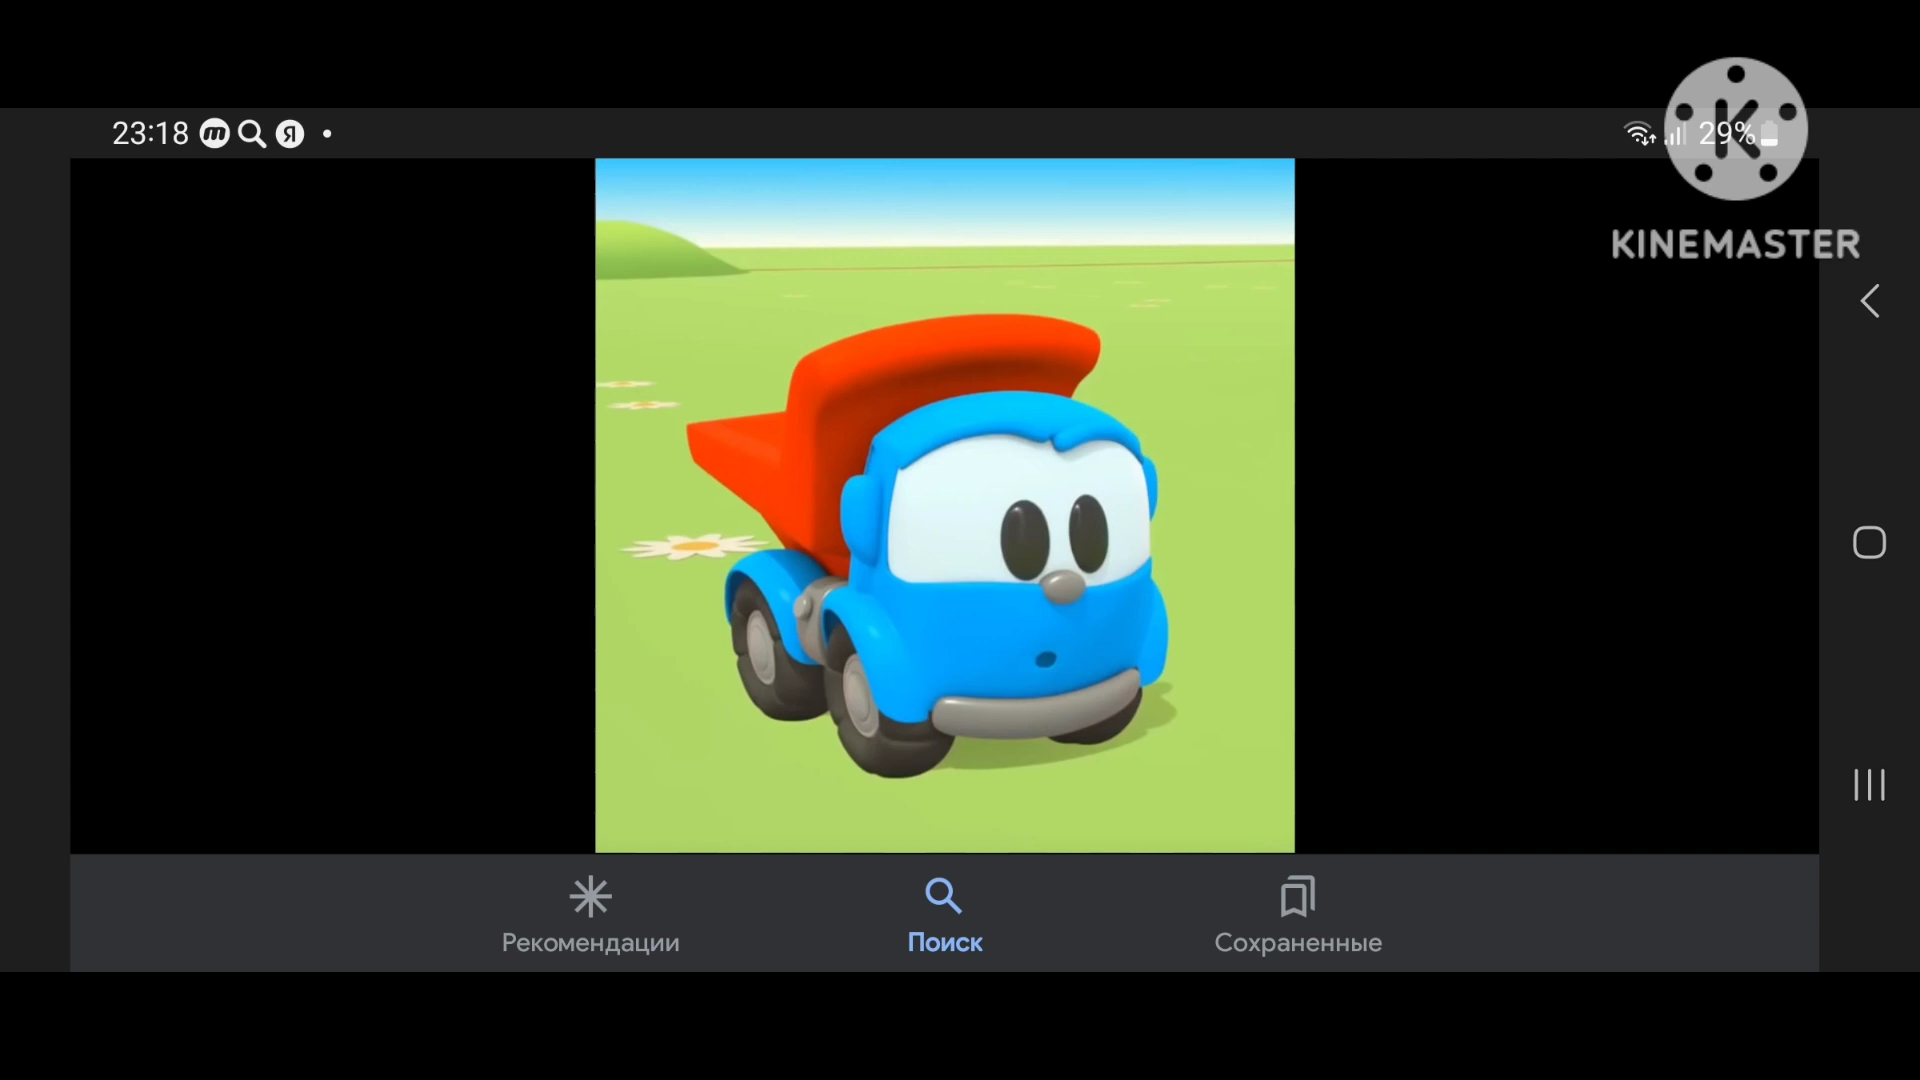 23:18
29%
KINEMASTER
Рекомендации
Поиск
Сохраненные